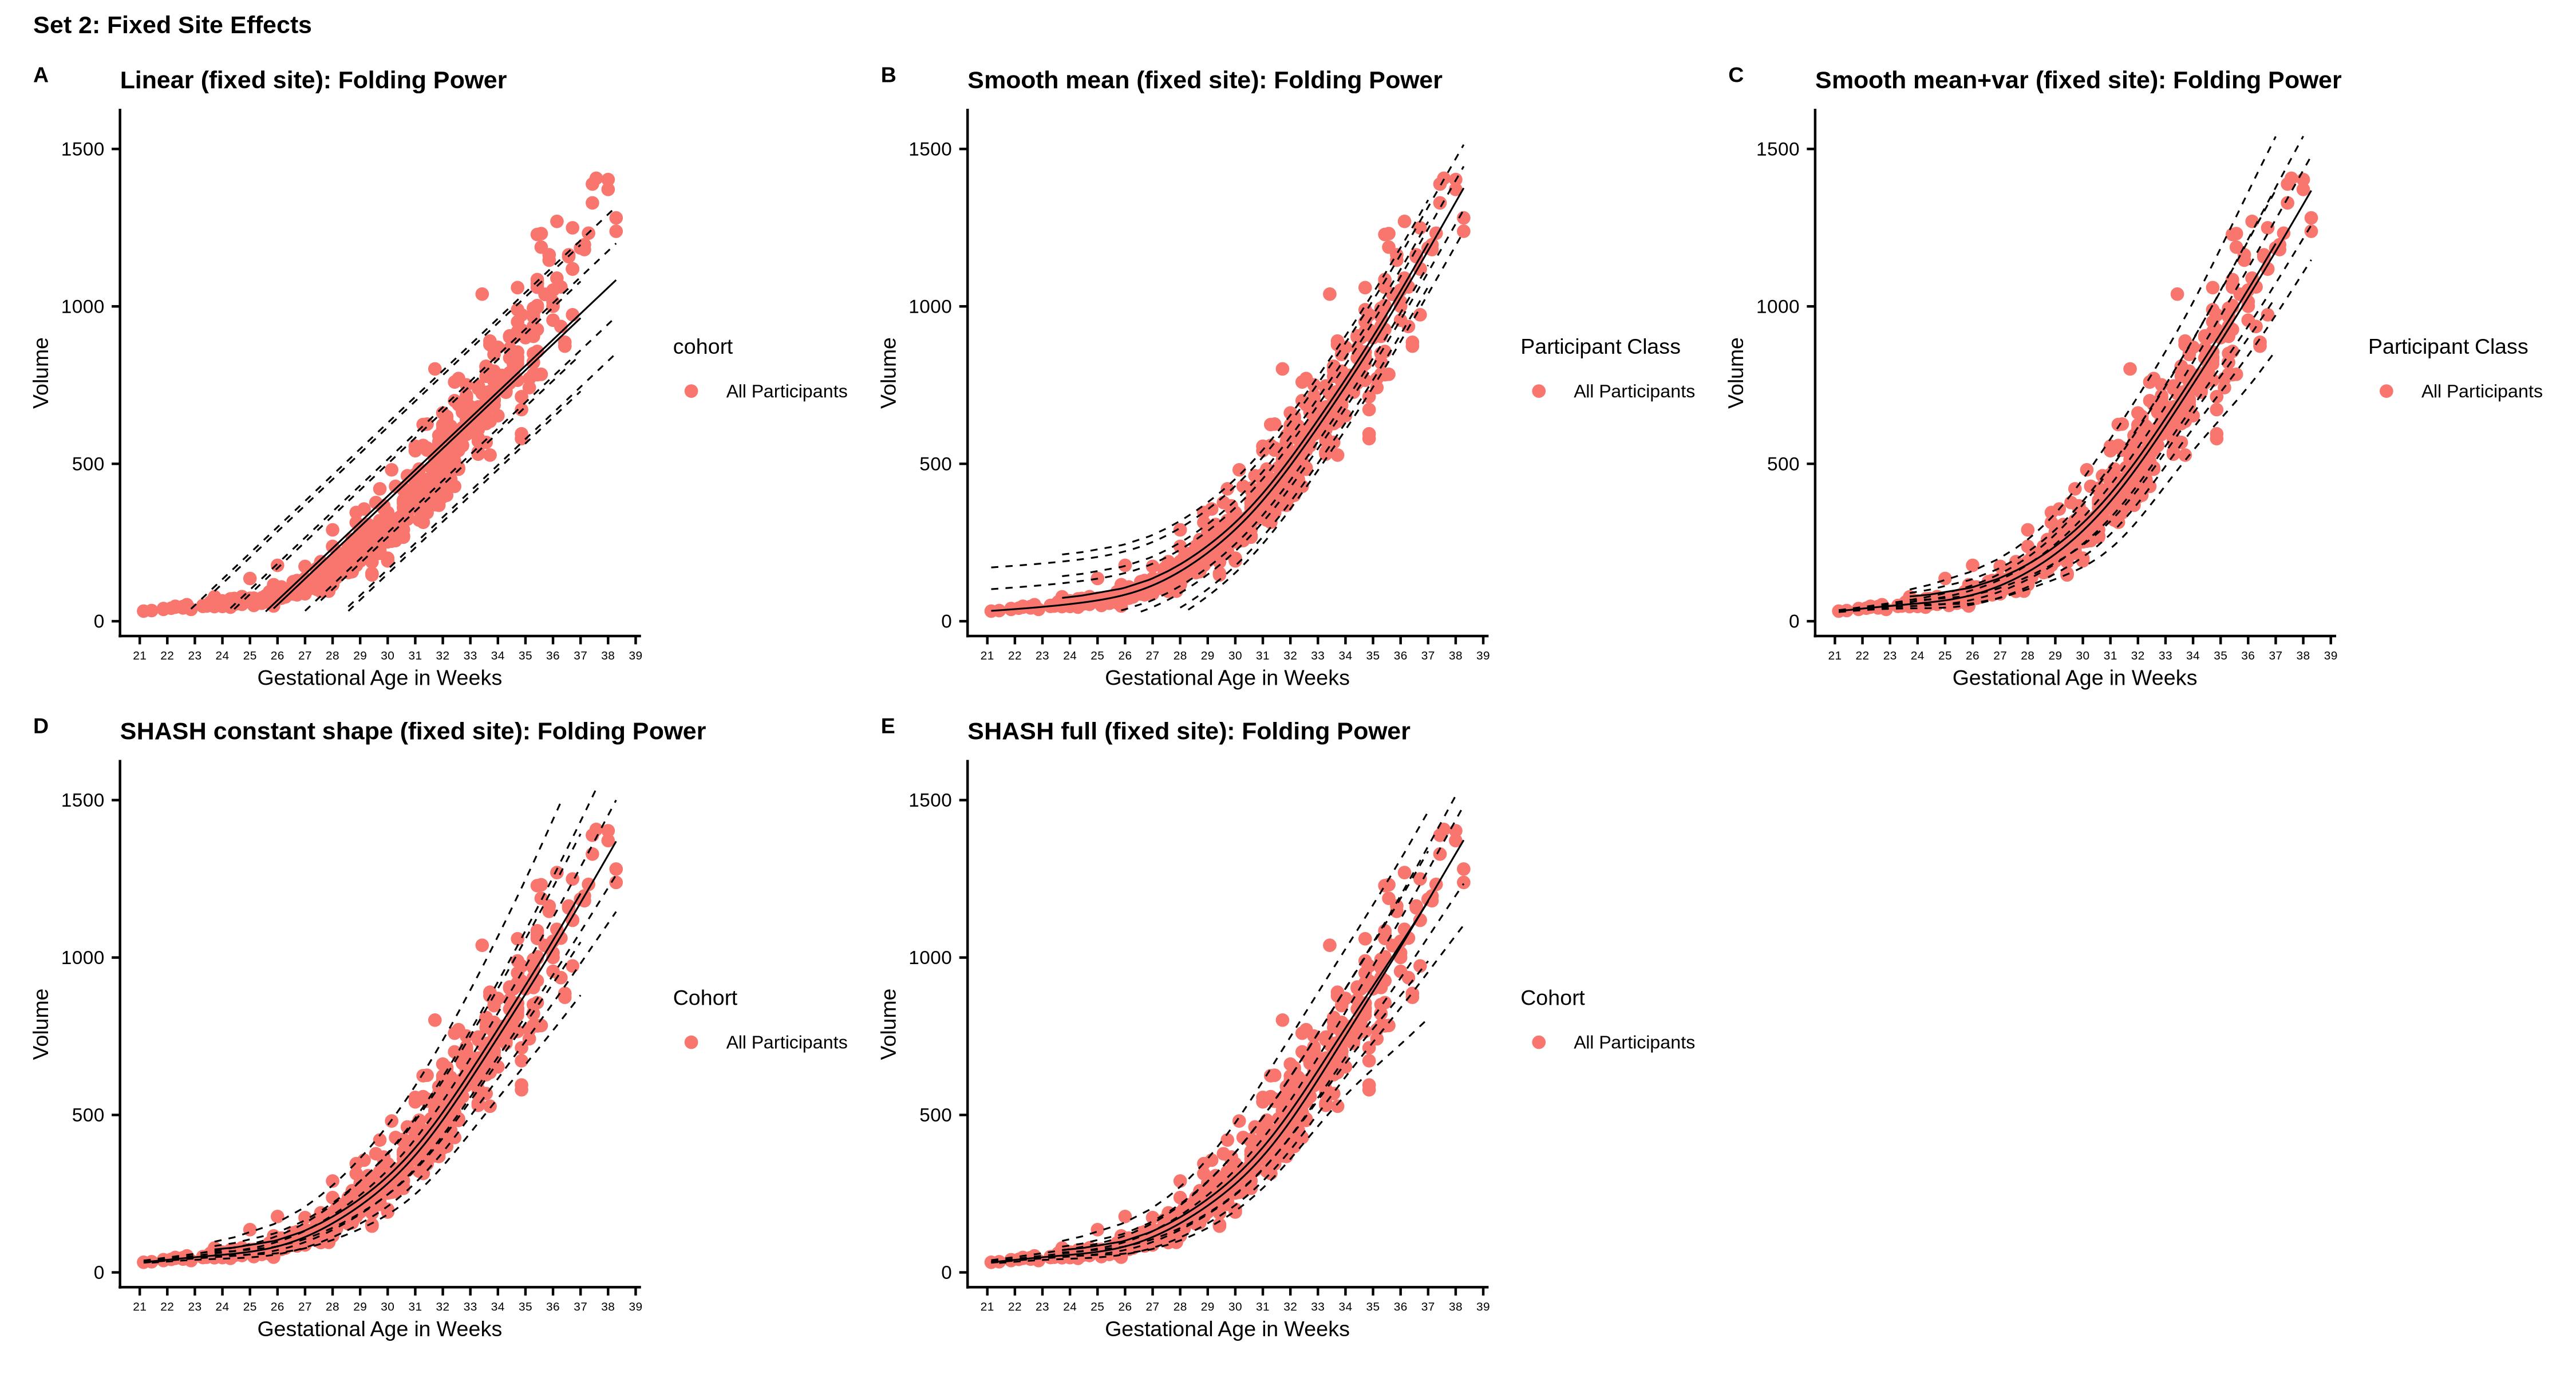 Set 2: Fixed Site Effects
A
Linear (fixed site): Folding Power
1500
1000
500
0
Volume
21 22 23 24 25 26 27 28 29 30 31 32 33 34 35 36 37 38 39
Gestational Age in Weeks
cohort
All Participants
B
Smooth mean (fixed site): Folding Power
1500
1000
500
0
Volume
21 22 23 24 25 26 27 28 29 30 31 32 33 34 35 36 37 38 39
Gestational Age in Weeks
Participant Class
All Participants
C
Smooth mean+var (fixed site): Folding Power
1500
1000
500
0
Volume
21 22 23 24 25 26 27 28 29 30 31 32 33 34 35 36 37 38 39
Gestational Age in Weeks
Participant Class
All Participants
D
SHASH constant shape (fixed site): Folding Power
1500
1000
500
0
Volume
21 22 23 24 25 26 27 28 29 30 31 32 33 34 35 36 37 38 39
Gestational Age in Weeks
Cohort
All Participants
E
SHASH full (fixed site): Folding Power
1500
1000
500
0
Volume
21 22 23 24 25 26 27 28 29 30 31 32 33 34 35 36 37 38 39
Gestational Age in Weeks
Cohort
All Participants